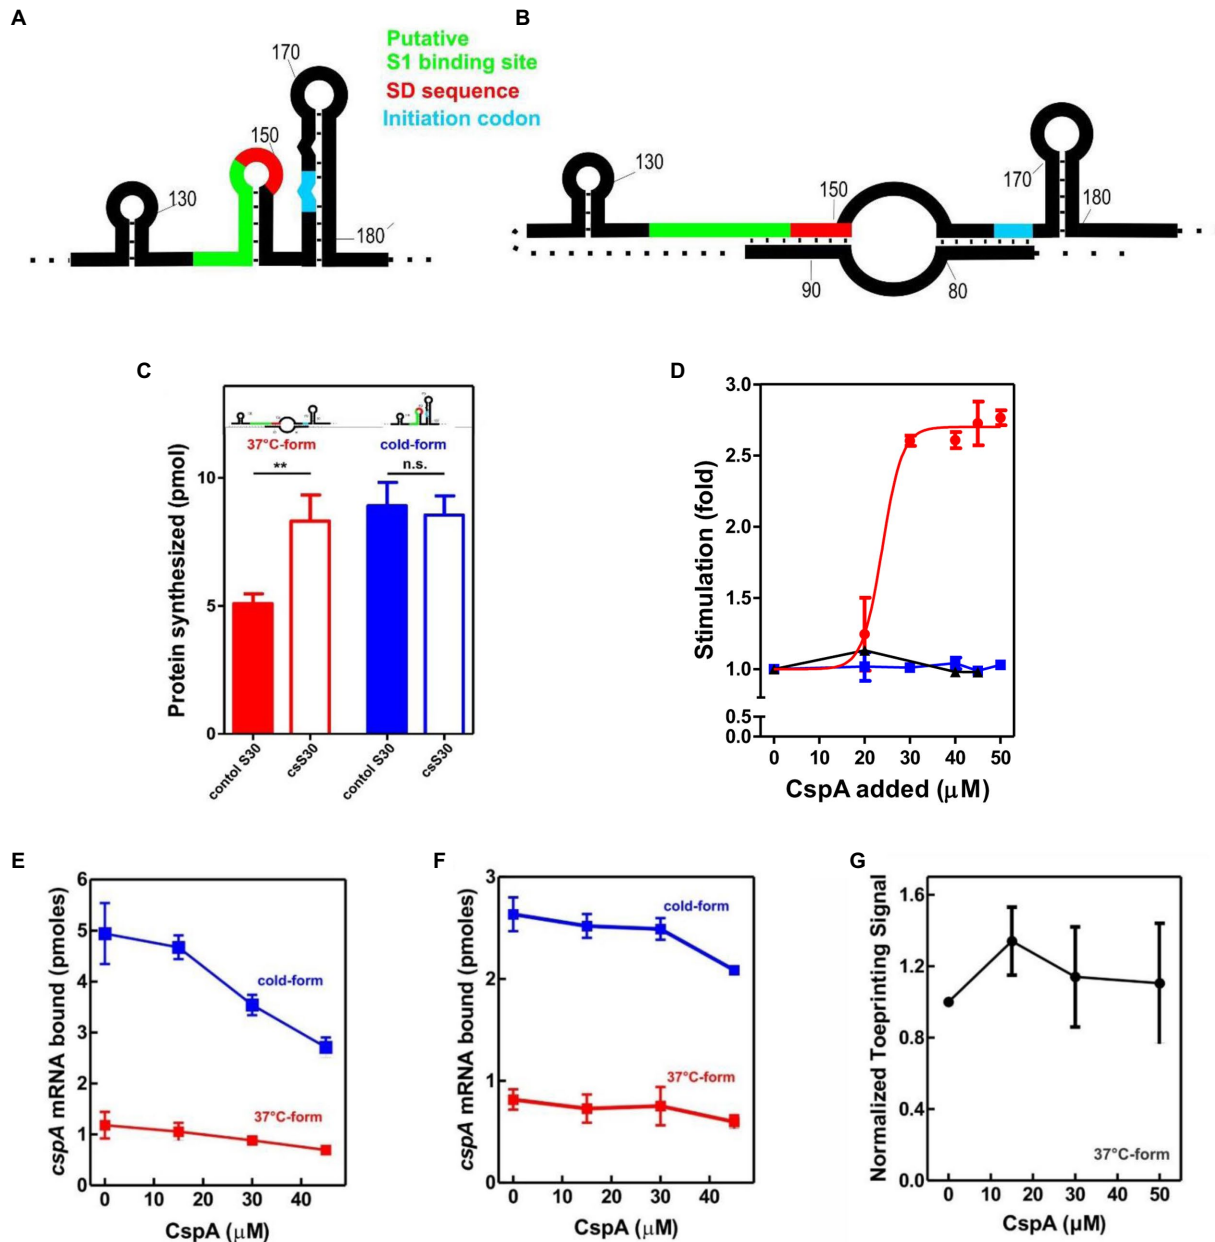 A
B
170
150
130
180
Putative
S1 binding site
SD sequence
Initiation codon
130
150
170
180
90
80
C
Protein synthesized (pmol)
10
5
0
37°C-form
cold-form
**
n.s.
contol S30
csS30
contol S30
csS30
D
Stimulation (fold)
3.0
2.5
2.0
1.5
1.0
0.5
0.0
0 10 20 30 40 50
CspA added (μM)
E
cspA mRNA bound (pmoles)
6
5
4
3
2
1
0
cold-form
37°C-form
0 10 20 30 40
CspA (μM)
F
cspA mRNA bound (pmoles)
3
2
1
0
cold-form
37°C-form
0 10 20 30 40
CspA (μM)
G
Normalized Toeprinting Signal
1.6
1.2
0.8
0.4
0.0
37°C-form
0 10 20 30 40 50
CspA (μM)